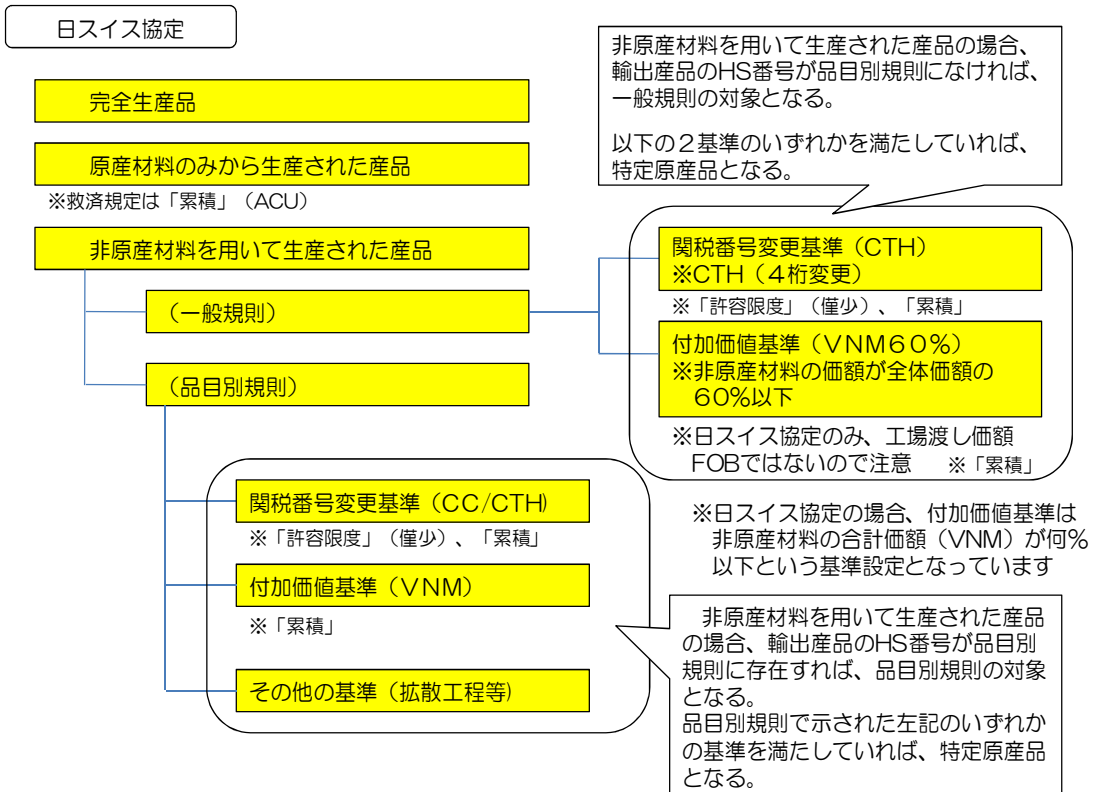 日スイス協定
完全生産品
原産材料のみから生産された産品
※救済規定は「累積」(ACU)
非原産材料を用いて生産された産品
(一般規則)
(品目別規則)
非原産材料を用いて生産された産品の場合、
輸出産品のHS番号が品目別規則になければ、
一般規則の対象となる。
以下の2基準のいずれかを満たしていれば、
特定原産品となる。
関税番号変更基準(CTH)
※CTH(4桁変更)
※「許容限度」(僅少)、「累積」
付加価値基準(VNM60%)
※非原産材料の価額が全体価額の
60%以下
※日スイス協定のみ、工場渡し価額
FOBではないので注意 ※「累積」
※日スイス協定の場合、付加価値基準は
非原産材料の合計価額(VNM)が何%
以下という基準設定となっています
関税番号変更基準(CC/CTH)
※「許容限度」(僅少)、「累積」
付加価値基準(VNM)
※「累積」
その他の基準(拡散工程等)
非原産材料を用いて生産された産品
の場合、輸出産品のHS番号が品目別
規則に存在すれば、品目別規則の対象
となる。
品目別規則で示された左記のいずれか
の基準を満たしていれば、特定原産品
となる。